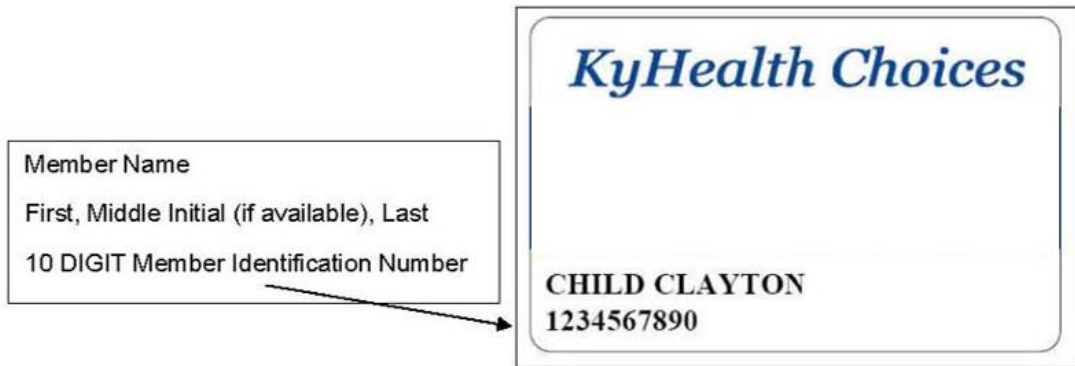 KyHealth Choices
Member Name
First, Middle Initial (if available), Last
10 DIGIT Member Identification Number
CHILD CLAYTON
1234567890